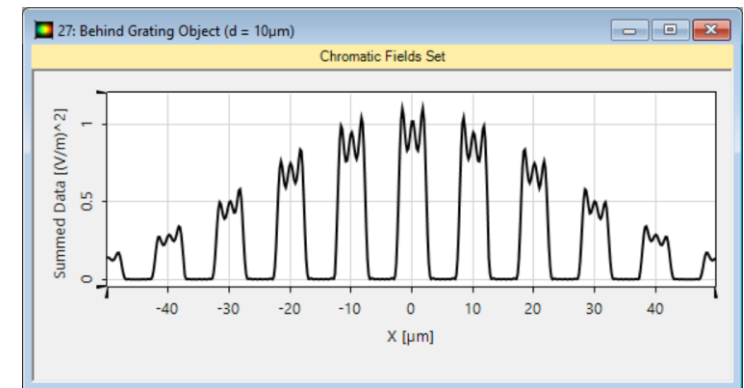 27: Behind Grating Object (d = 10µm)
Chromatic Fields Set
Summed Data [(V/m)^2]
1
0.5
0
-40 -30 -20 -10 0 10 20 30 40
X [µm]